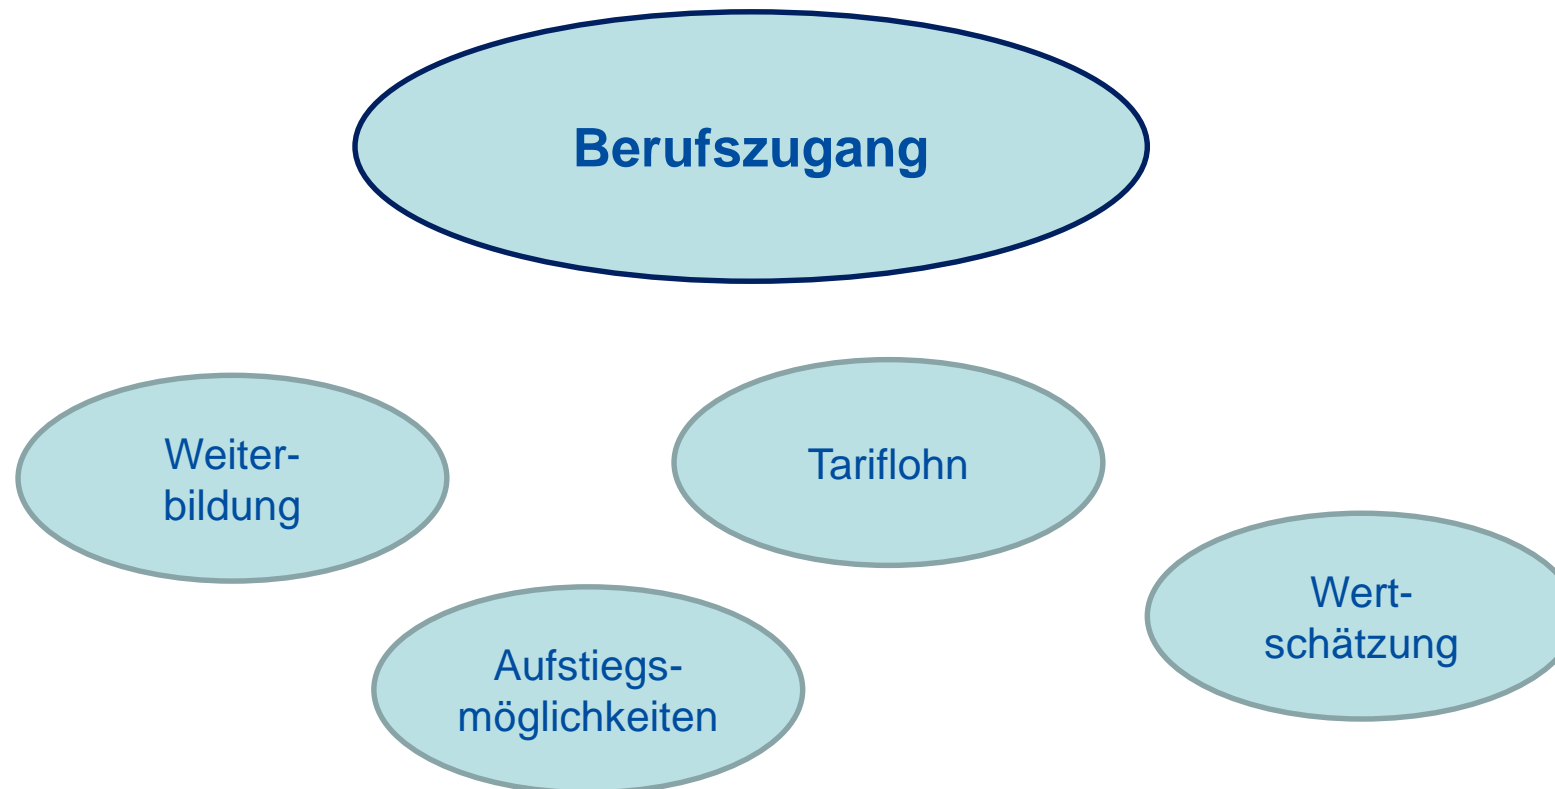 Berufszugang
Weiter-
bildung
Tariflohn
Wert-
schätzung
Aufstiegs-
möglichkeiten